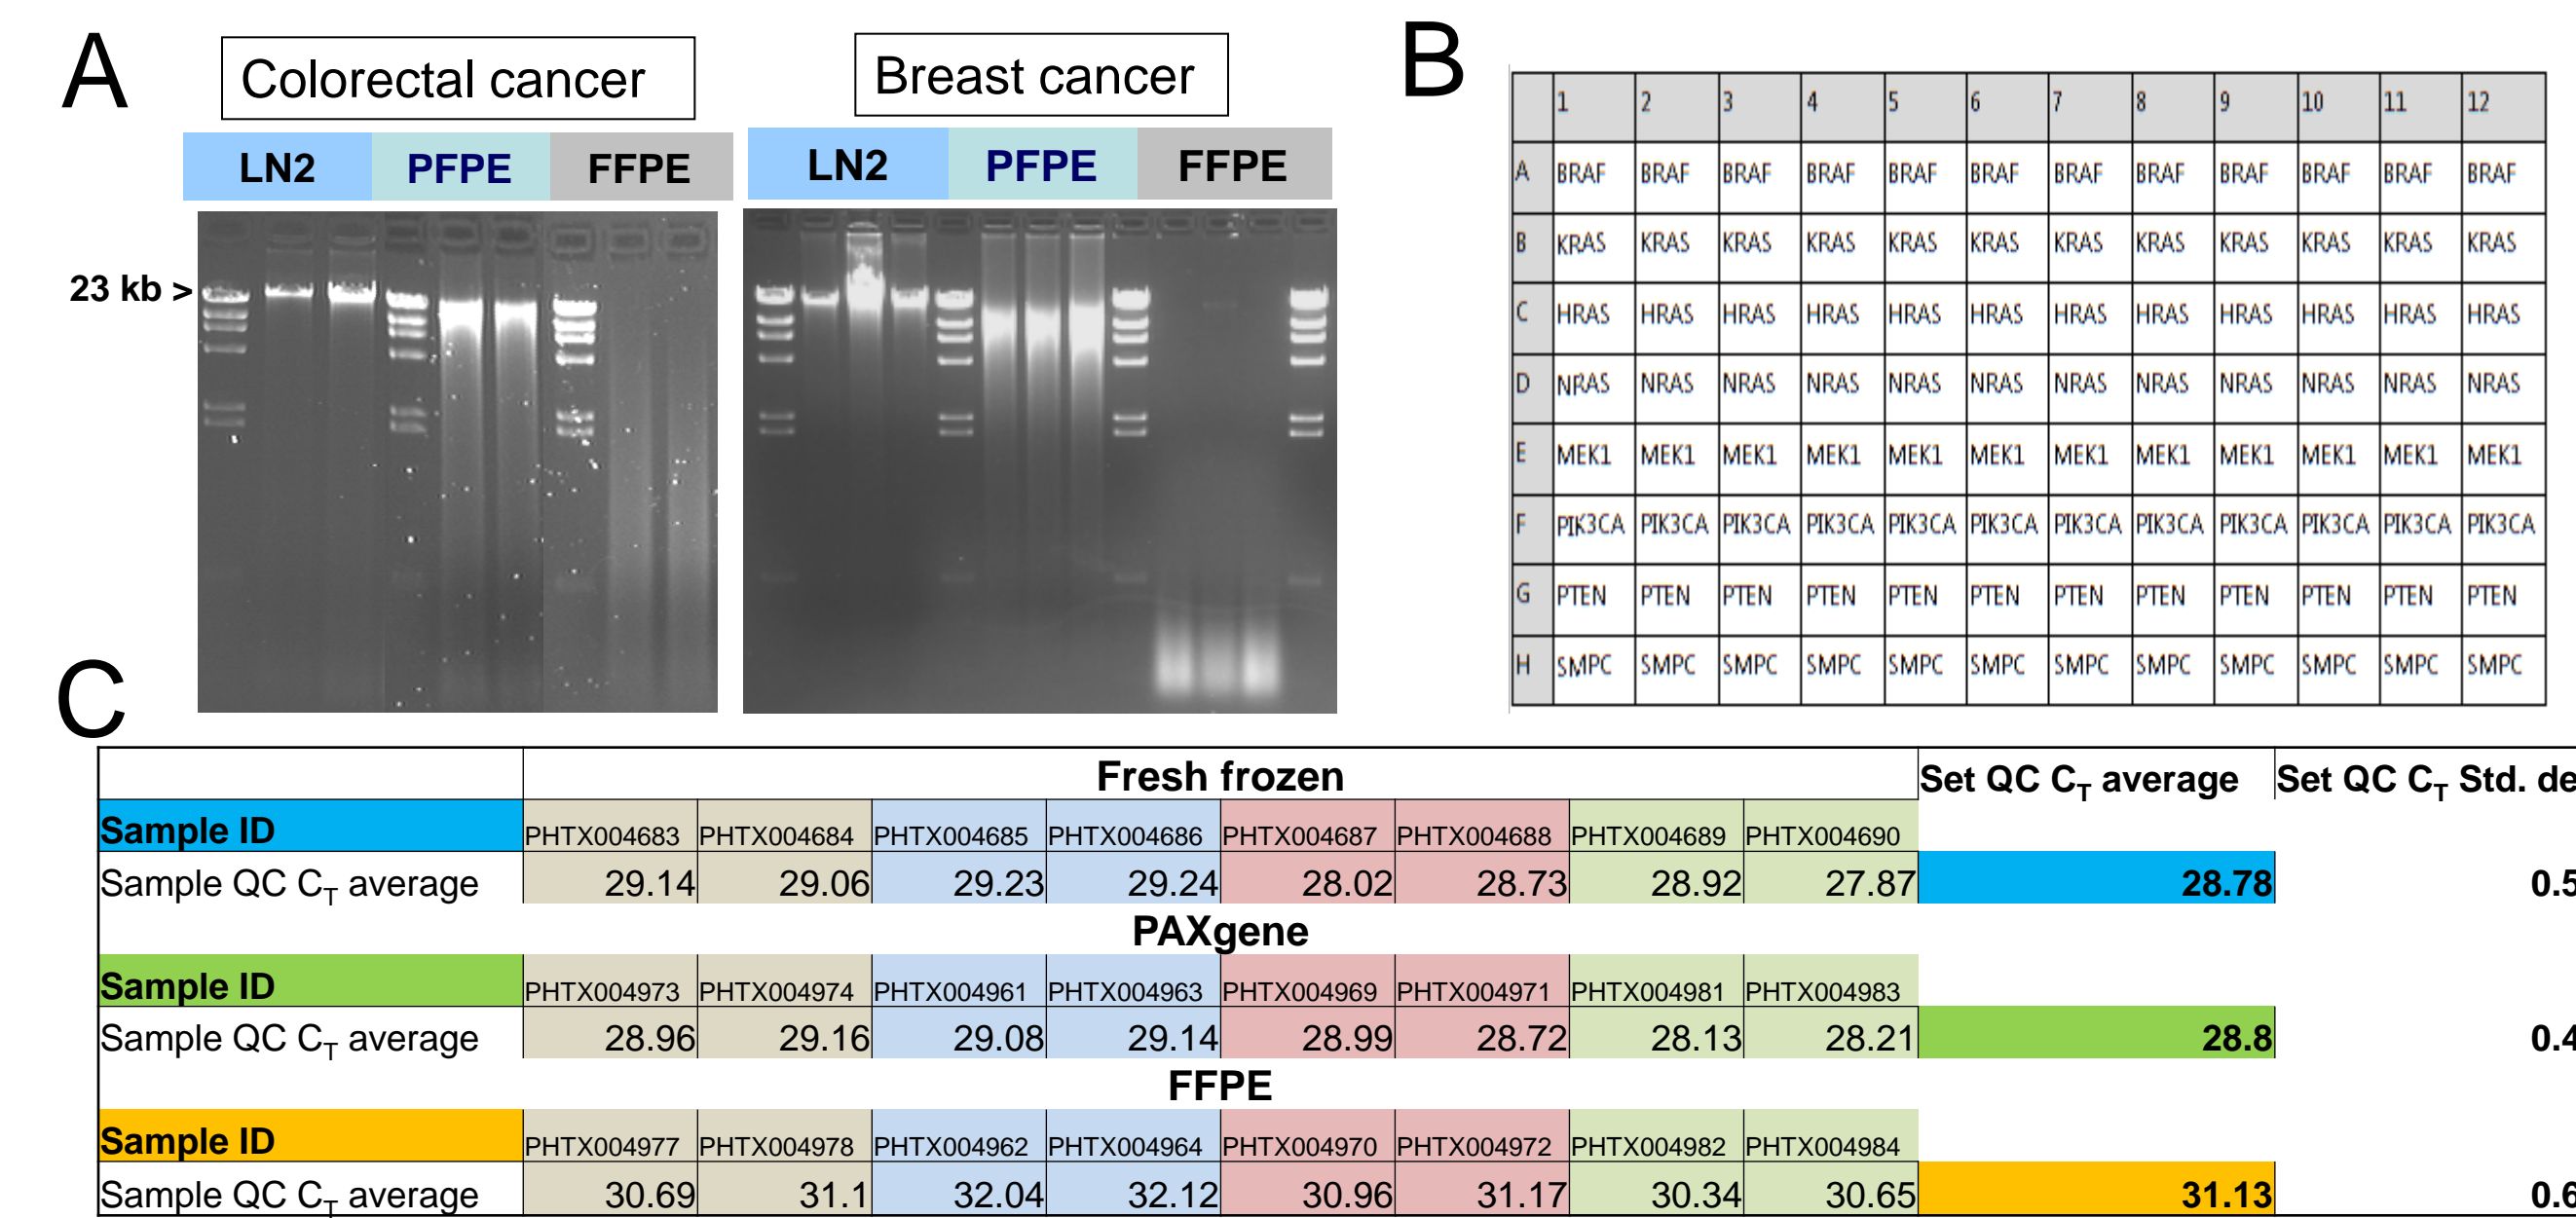 A
Colorectal cancer
Breast cancer
LN2 PFPE FFPE
LN2 PFPE FFPE
23 kb >
B
1 2 3 4 5 6 7 8 9 10 11 12
A BRAF BRAF BRAF BRAF BRAF BRAF BRAF BRAF BRAF BRAF BRAF BRAF
B KRAS KRAS KRAS KRAS KRAS KRAS KRAS KRAS KRAS KRAS KRAS KRAS
C HRAS HRAS HRAS HRAS HRAS HRAS HRAS HRAS HRAS HRAS HRAS HRAS
D NRAS NRAS NRAS NRAS NRAS NRAS NRAS NRAS NRAS NRAS NRAS NRAS
E MEK1 MEK1 MEK1 MEK1 MEK1 MEK1 MEK1 MEK1 MEK1 MEK1 MEK1 MEK1
F PIK3CA PIK3CA PIK3CA PIK3CA PIK3CA PIK3CA PIK3CA PIK3CA PIK3CA PIK3CA PIK3CA PIK3CA
G PTEN PTEN PTEN PTEN PTEN PTEN PTEN PTEN PTEN PTEN PTEN PTEN
H SMPC SMPC SMPC SMPC SMPC SMPC SMPC SMPC SMPC SMPC SMPC SMPC
C
Fresh frozen Set QC CT average Set QC CT Std. de
Sample ID PHTX004683 PHTX004684 PHTX004685 PHTX004686 PHTX004687 PHTX004688 PHTX004689 PHTX004690
Sample QC CT average 29.14 29.06 29.23 29.24 28.02 28.73 28.92 27.87 28.78 0.5
PAXgene
Sample ID PHTX004973 PHTX004974 PHTX004961 PHTX004963 PHTX004969 PHTX004971 PHTX004981 PHTX004983
Sample QC CT average 28.96 29.16 29.08 29.14 28.99 28.72 28.13 28.21 28.8 0.4
FFPE
Sample ID PHTX004977 PHTX004978 PHTX004962 PHTX004964 PHTX004970 PHTX004972 PHTX004982 PHTX004984
Sample QC CT average 30.69 31.1 32.04 32.12 30.96 31.17 30.34 30.65 31.13 0.6